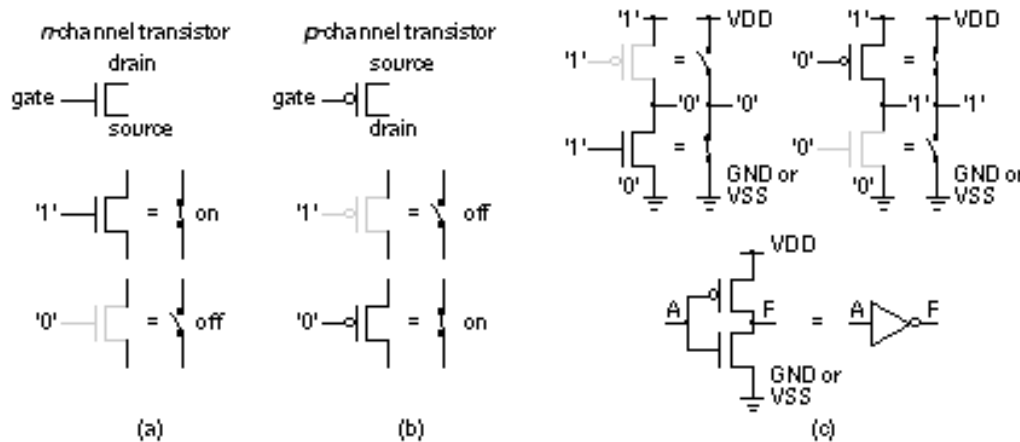 n-channel transistor
drain
gate
source
'1'
=
on
'0'
=
off
(a)
p-channel transistor
source
gate
drain
'1'
=
off
'0'
=
on
(b)
'1'
VDD
'1'
=
'0'
'0'
'1'
=
'0'
GND or
VSS
'1'
VDD
'0'
=
'1'
'1'
'0'
=
'0'
GND or
VSS
VDD
A
F
=
A
F
GND or
VSS
(c)